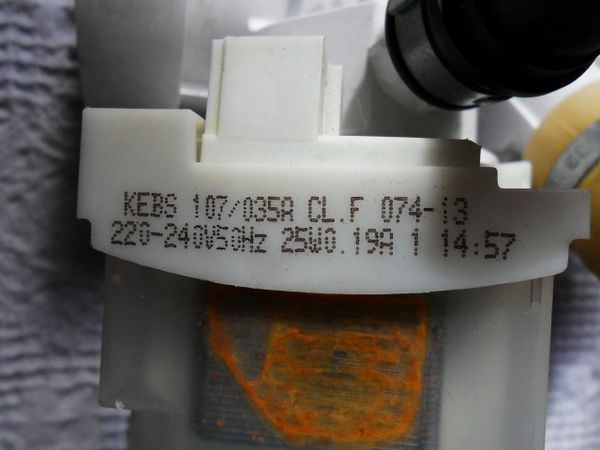 KEBS 107/035A CL.F 074-13
220-240V50Hz 25W0.19A 1 14:57